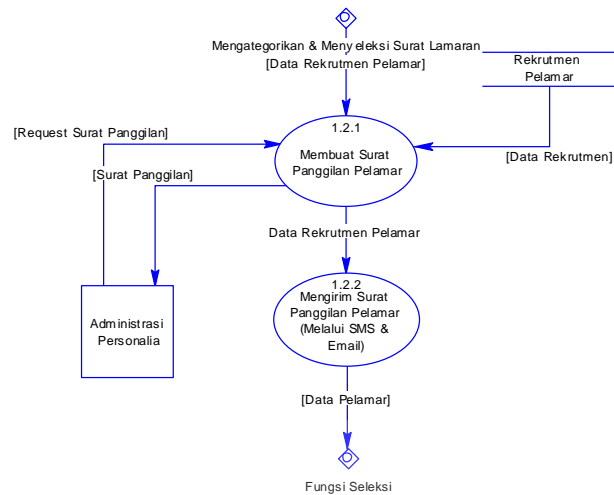 Mengategorikan & Menyeleksi Surat Lamaran
[Data Rekrutmen Pelamar]
Rekrutmen
Pelamar
1.2.1
Membuat Surat
Panggilan Pelamar
[Request Surat Panggilan]
[Data Rekrutmen]
[Surat Panggilan]
Data Rekrutmen Pelamar
1.2.2
Mengirim Surat
Panggilan Pelamar
(Melalui SMS &
Email)
Administrasi
Personalia
[Data Pelamar]
Fungsi Seleksi